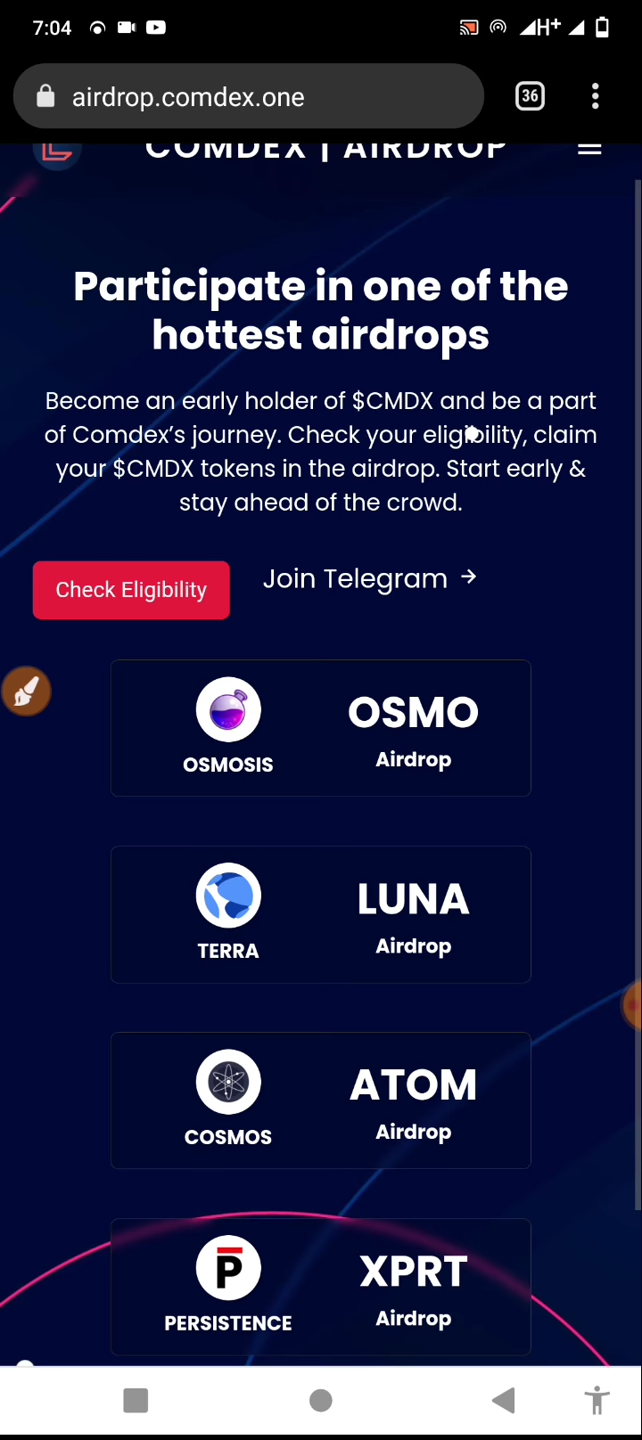 7:04
H+
airdrop.comdex.one
36
COMDEX | AIRDROP
Participate in one of the
hottest airdrops
Become an early holder of $CMDX and be a part
of Comdex’s journey. Check your eligibility, claim
your $CMDX tokens in the airdrop. Start early &
stay ahead of the crowd.
Check Eligibility
Join Telegram →
OSMOSIS
OSMO
Airdrop
TERRA
LUNA
Airdrop
COSMOS
ATOM
Airdrop
P
PERSISTENCE
XPRT
Airdrop